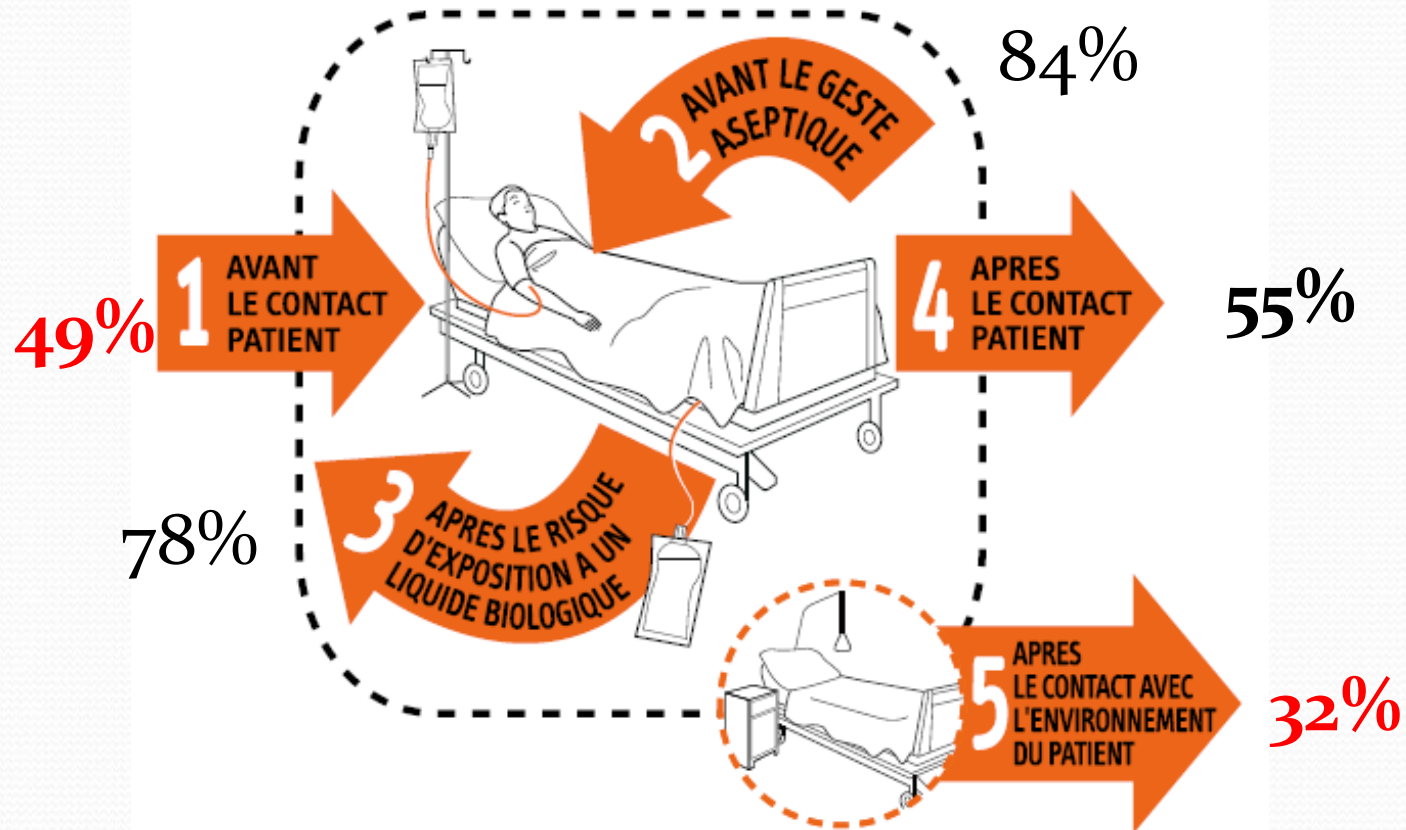 84%
2 AVANT LE GESTE
ASEPTIQUE
49%
1 AVANT
LE CONTACT
PATIENT
4 APRES
LE CONTACT
PATIENT
55%
78%
3 APRES LE RISQUE
D'EXPOSITION A UN
LIQUIDE BIOLOGIQUE
5 APRES
LE CONTACT AVEC
L'ENVIRONNEMENT
DU PATIENT
32%